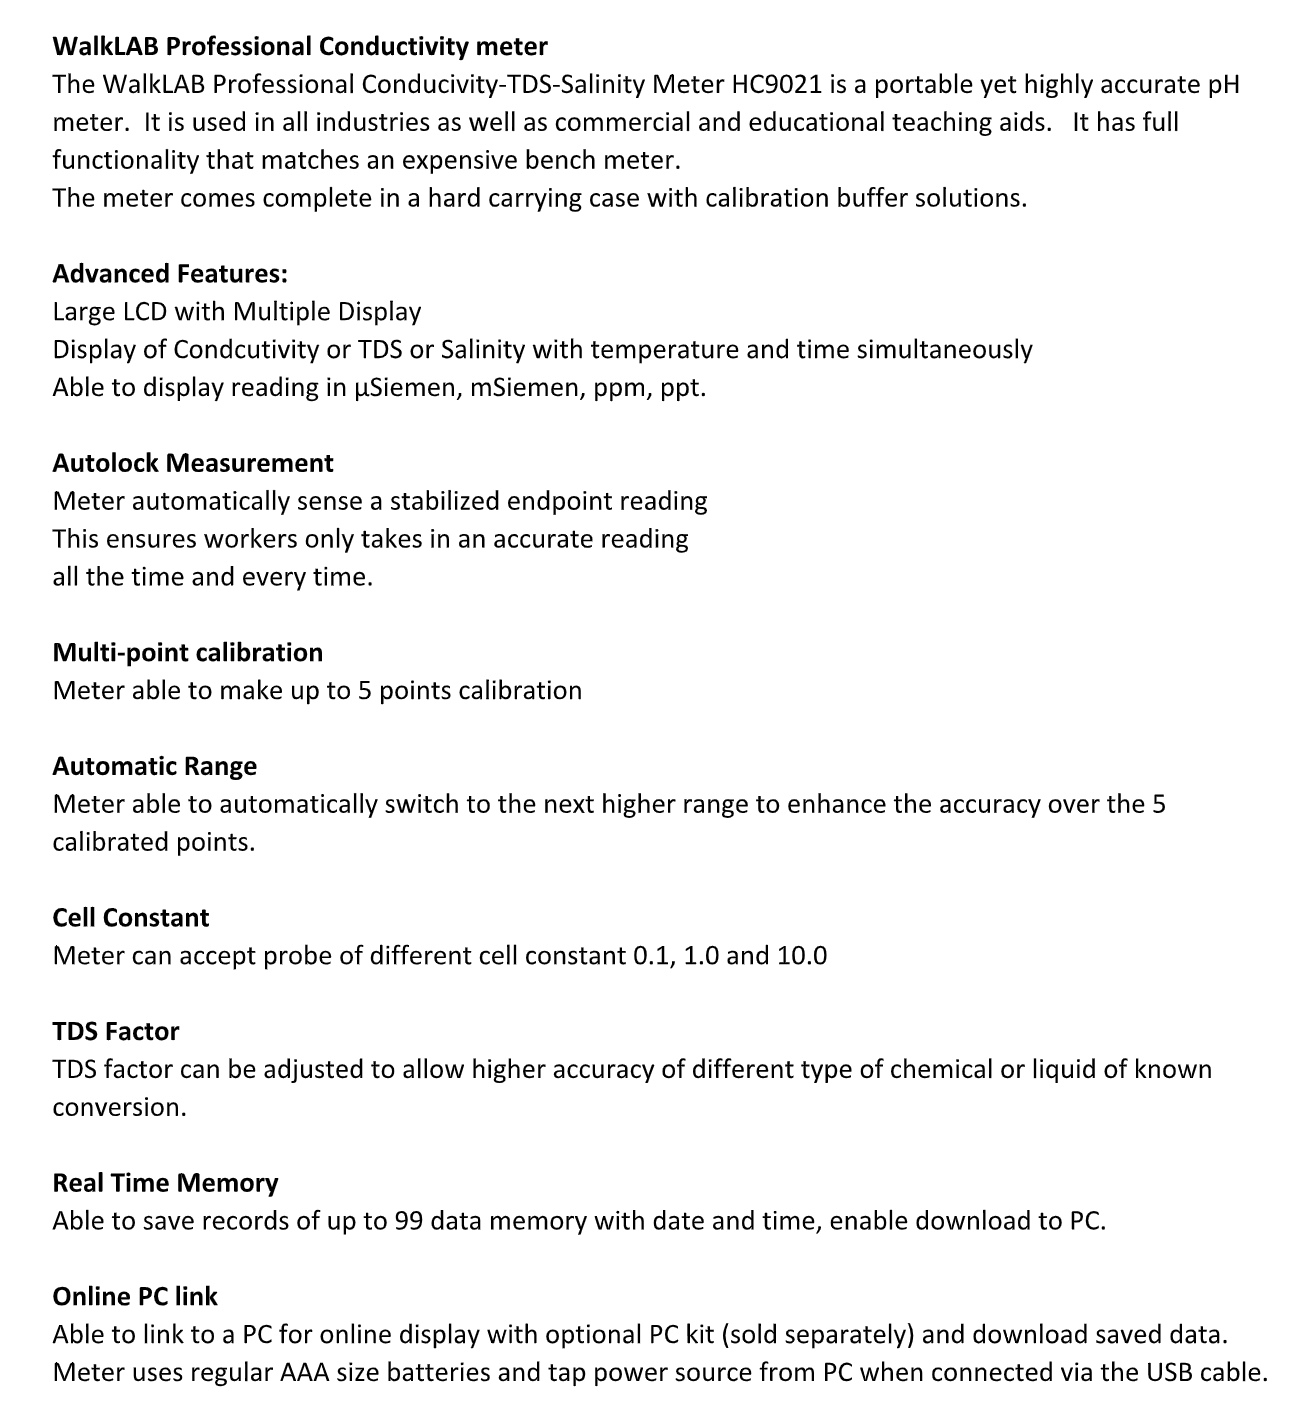 WalkLAB Professional Conductivity meter
The WalkLAB Professional Conducivity-TDS-Salinity Meter HC9021 is a portable yet highly accurate pH
meter.  It is used in all industries as well as commercial and educational teaching aids.   It has full
functionality that matches an expensive bench meter.
The meter comes complete in a hard carrying case with calibration buffer solutions.
Advanced Features:
Large LCD with Multiple Display
Display of Condcutivity or TDS or Salinity with temperature and time simultaneously
Able to display reading in µSiemen, mSiemen, ppm, ppt.
Autolock Measurement
Meter automatically sense a stabilized endpoint reading
This ensures workers only takes in an accurate reading
all the time and every time.
Multi-point calibration
Meter able to make up to 5 points calibration
Automatic Range
Meter able to automatically switch to the next higher range to enhance the accuracy over the 5
calibrated points.
Cell Constant
Meter can accept probe of different cell constant 0.1, 1.0 and 10.0
TDS Factor
TDS factor can be adjusted to allow higher accuracy of different type of chemical or liquid of known
conversion.
Real Time Memory
Able to save records of up to 99 data memory with date and time, enable download to PC.
Online PC link
Able to link to a PC for online display with optional PC kit (sold separately) and download saved data.
Meter uses regular AAA size batteries and tap power source from PC when connected via the USB cable.